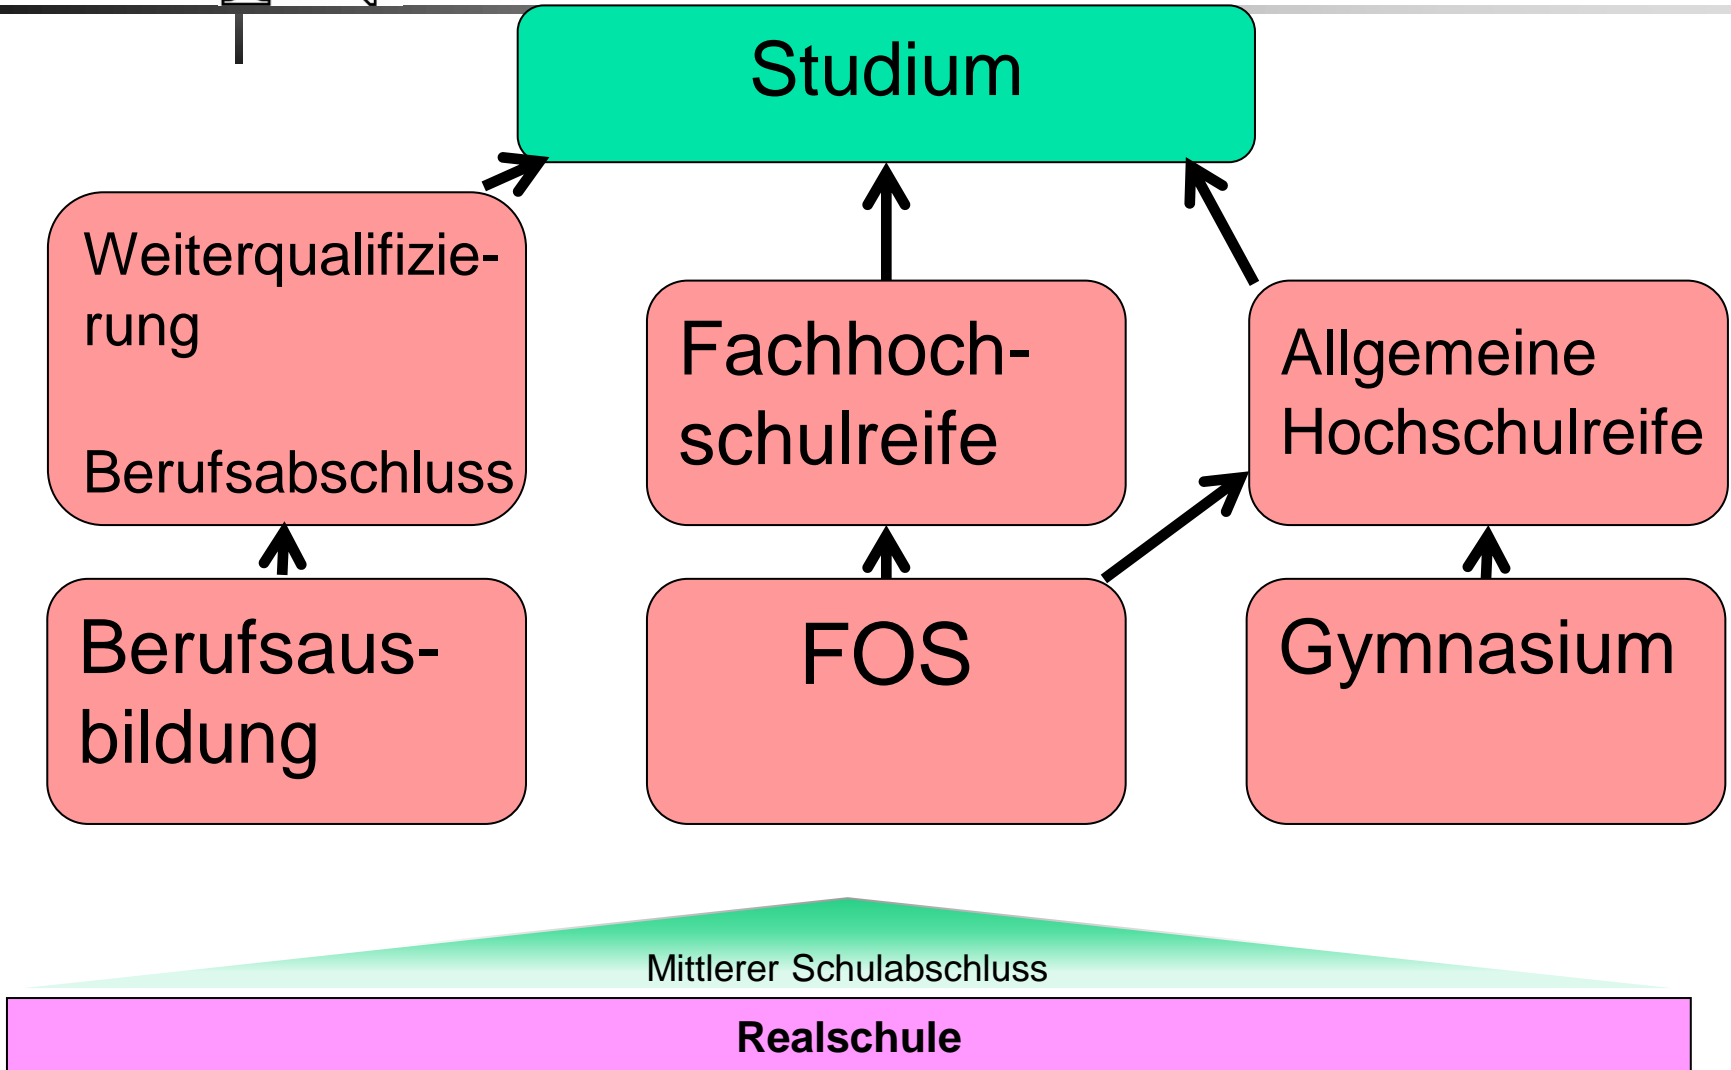 Studium
Weiterqualifizie-
rung
Berufsabschluss
Fachhoch-
schulreife
Allgemeine
Hochschulreife
Berufsaus-
bildung
FOS
Gymnasium
Mittlerer Schulabschluss
Realschule